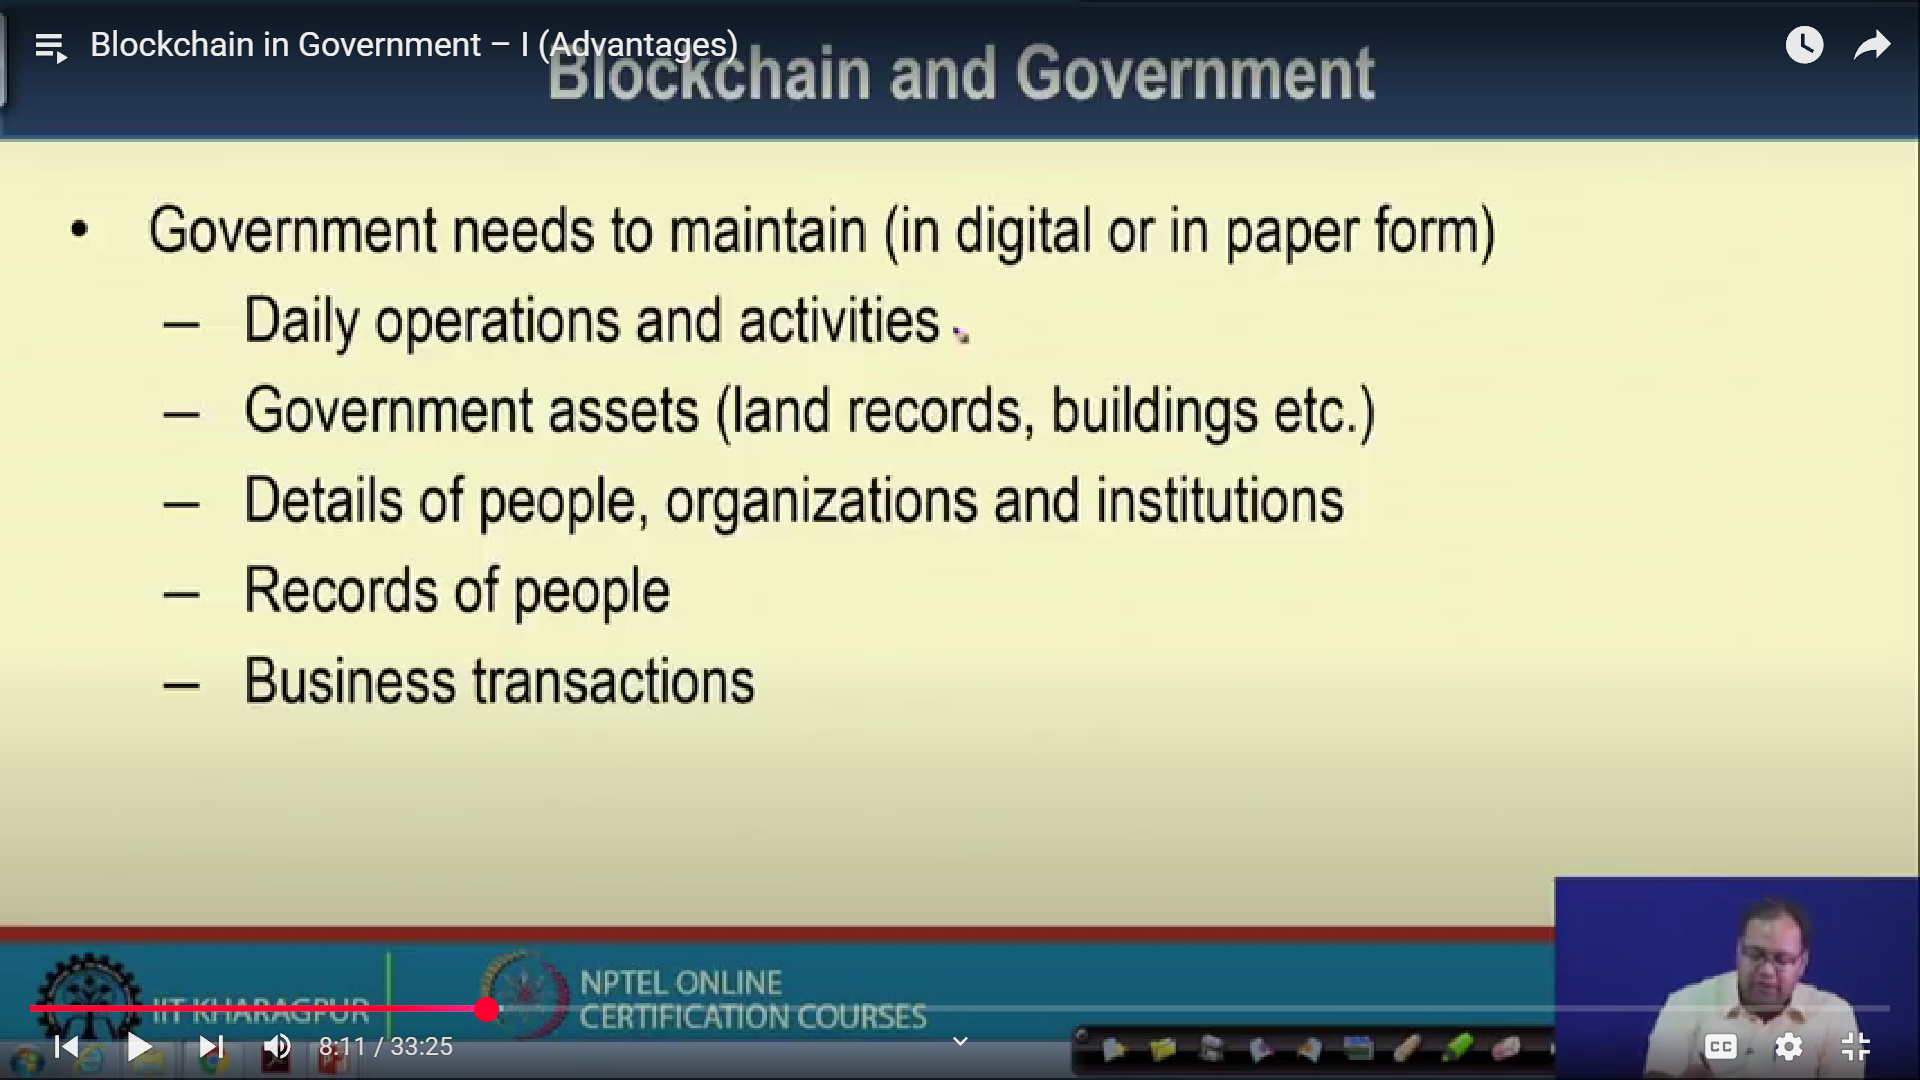 Blockchain in Government – I (Advantages)
Blockchain and Government
• Government needs to maintain (in digital or in paper form)
– Daily operations and activities
– Government assets (land records, buildings etc.)
– Details of people, organizations and institutions
– Records of people
– Business transactions
IIT KHARAGPUR
NPTEL ONLINE
CERTIFICATION COURSES
8:11 / 33:25
CC